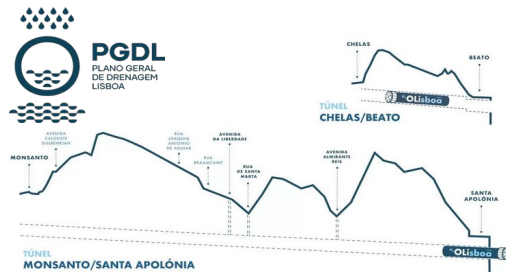 PGDL
PLANO GERAL
DE DRENAGEM
LISBOA
CHELAS
BEATO
OLisboa
TÚNEL
CHELAS/BEATO
MONSANTO
AVENIDA
CALOUSTE
GULBENKIAN
RUA
JOAQUIM
ANTÓNIO
DE AGUIAR
RUA
BRAAMCAMP
AVENIDA
DA LIBERDADE
RUA
DE SANTA
MARTA
AVENIDA
ALMIRANTE
REIS
SANTA
APOLÓNIA
OLisboa
TÚNEL
MONSANTO/SANTA APOLÓNIA